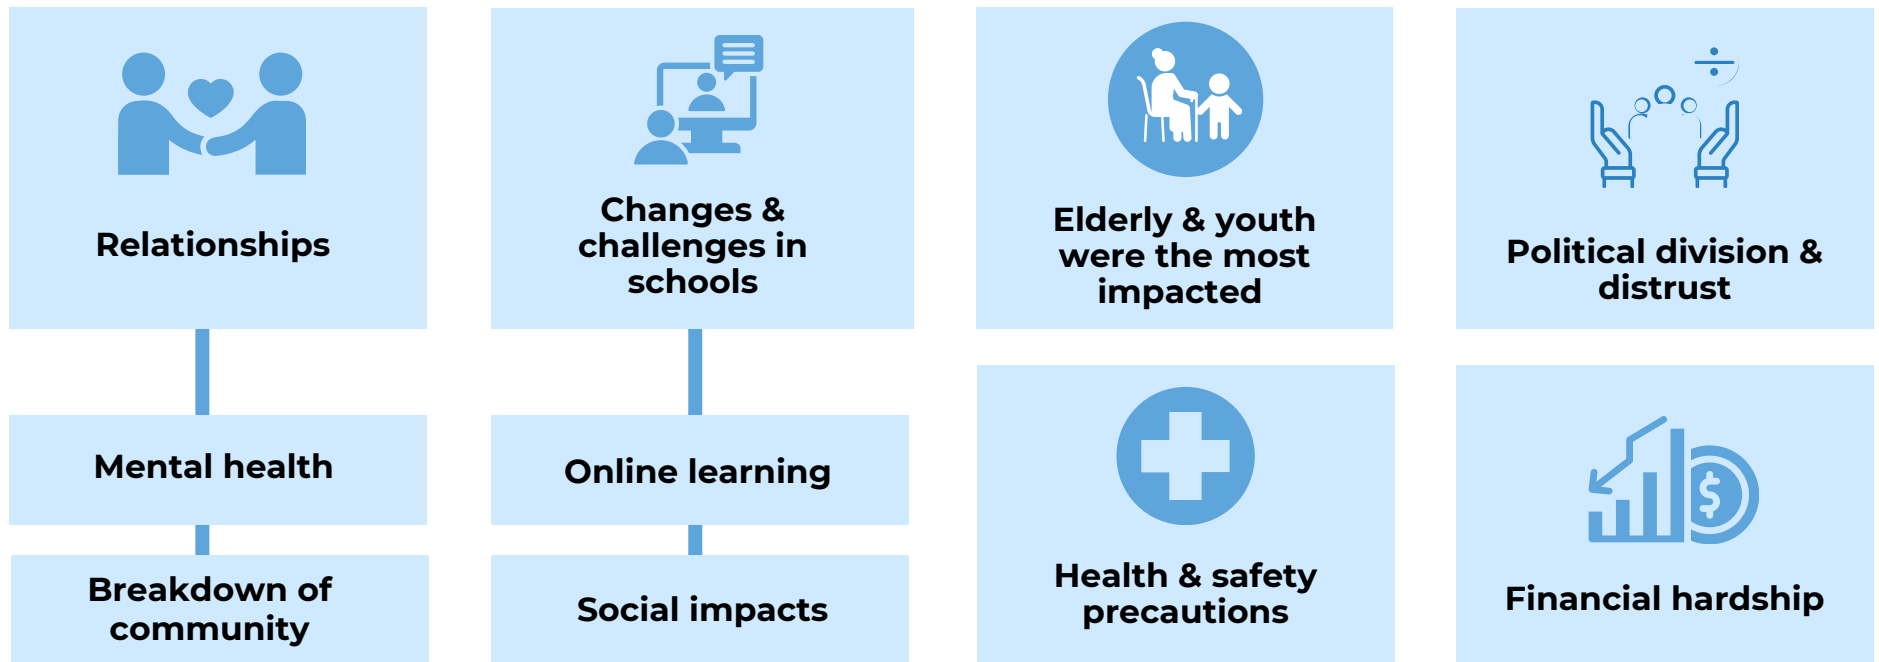 Relationships
Mental health
Breakdown of
community
Changes &
challenges in
schools
Online learning
Social impacts
Elderly & youth
were the most
impacted
Health & safety
precautions
Political division &
distrust
$
Financial hardship